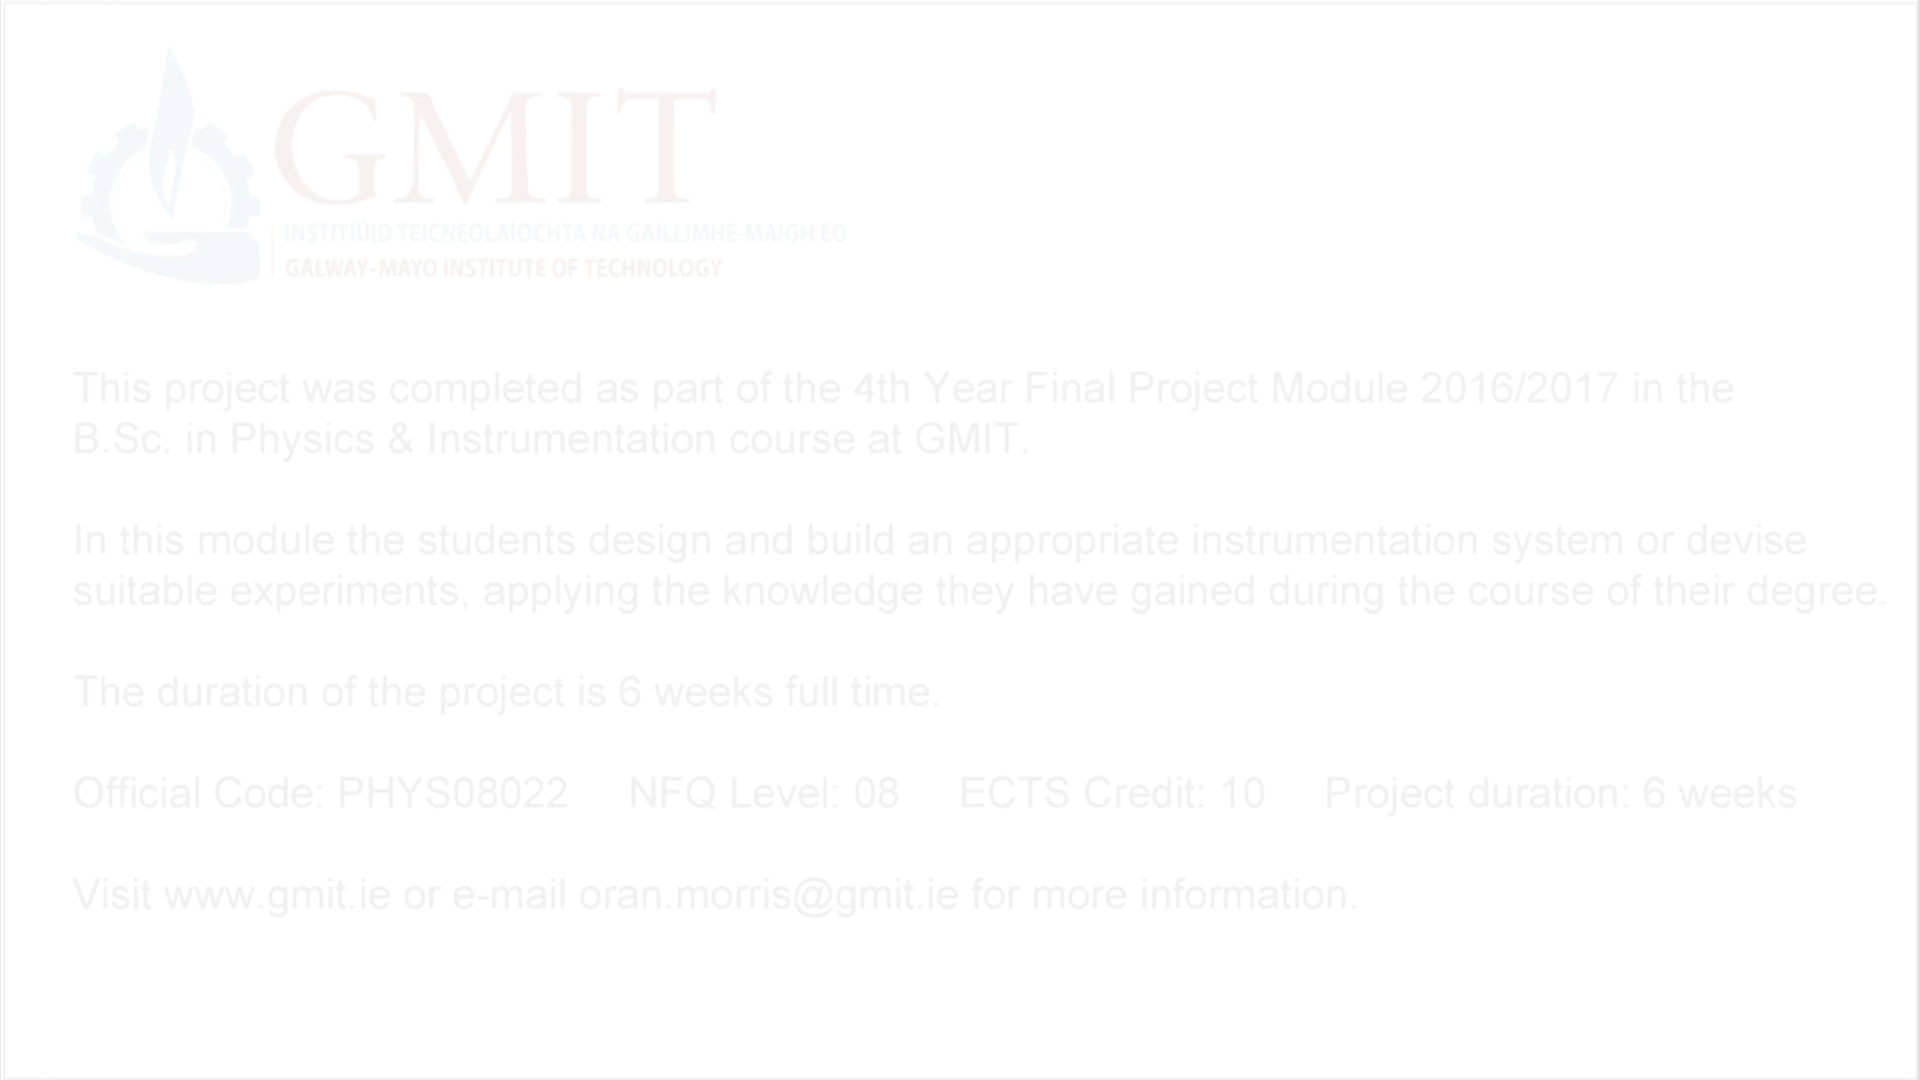 GMIT
INSTITIÚID TEICNEOLAÍOCHTA NA GAILLIMHE-MAIGH EO
GALWAY-MAYO INSTITUTE OF TECHNOLOGY
This project was completed as part of the 4th Year Final Project Module 2016/2017 in the
B.Sc. in Physics & Instrumentation course at GMIT.
In this module the students design and build an appropriate instrumentation system or devise
suitable experiments, applying the knowledge they have gained during the course of their degree.
The duration of the project is 6 weeks full time.
Official Code: PHYS08022 NFQ Level: 08 ECTS Credit: 10 Project duration: 6 weeks
Visit www.gmit.ie or e-mail oran.morris@gmit.ie for more information.